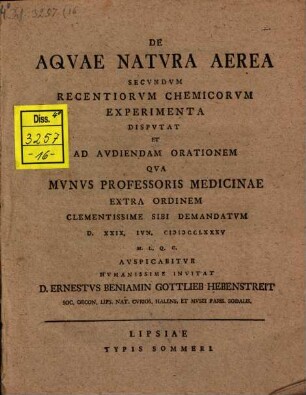 Diss. 4°
3257
-16-
DE
AQVAE NATVRA AEREA
SECVNDVM
RECENTIORVM CHEMICORVM
EXPERIMENTA
DISPVTAT
ET
AD AVDIENDAM ORATIONEM
QVA
MVNVS PROFESSORIS MEDICINAE
EXTRA ORDINEM
CLEMENTISSIME SIBI DEMANDATVM
D. XXIX. IVN. CIƆIƆCCLXXXV
H. L. Q. C.
AVSPICABITVR
HVMANISSIME INVITAT
D. ERNESTVS BENIAMIN GOTTLIEB HEBENSTREIT
SOC. OECON. LIPS. NAT. CVRIOS. HALENS. ET MVSEI PARIS. SODALIS.
LIPSIAE
TYPIS SOMMERI.